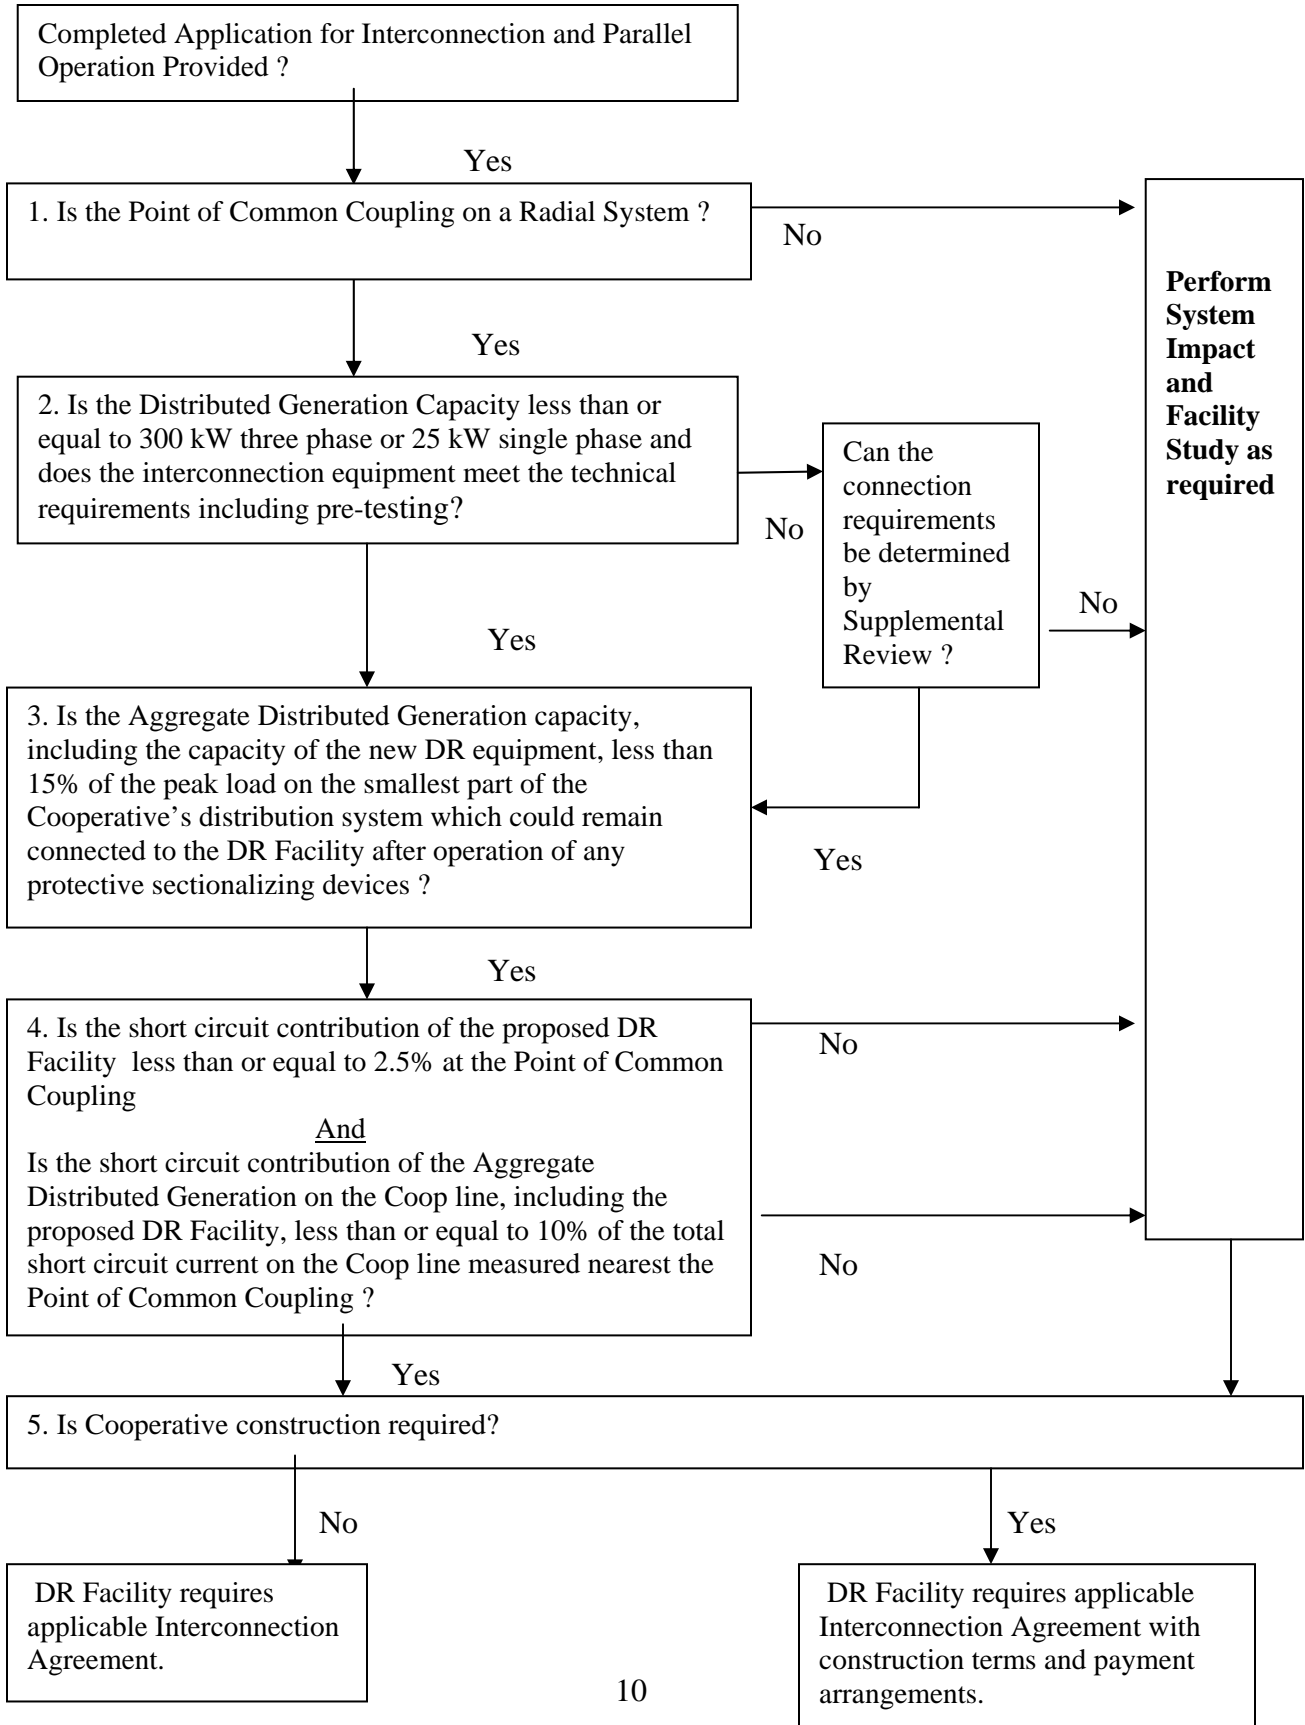 Completed Application for Interconnection and Parallel
Operation Provided ?
Yes
1. Is the Point of Common Coupling on a Radial System ?
No
Perform
System
Impact
and
Facility
Study as
required
Yes
2. Is the Distributed Generation Capacity less than or
equal to 300 kW three phase or 25 kW single phase and
does the interconnection equipment meet the technical
requirements including pre-testing?
No
Can the
connection
requirements
be determined
by
Supplemental
Review ?
No
Yes
Yes
3. Is the Aggregate Distributed Generation capacity,
including the capacity of the new DR equipment, less than
15% of the peak load on the smallest part of the
Cooperative’s distribution system which could remain
connected to the DR Facility after operation of any
protective sectionalizing devices ?
Yes
4. Is the short circuit contribution of the proposed DR
Facility less than or equal to 2.5% at the Point of Common
Coupling
And
Is the short circuit contribution of the Aggregate
Distributed Generation on the Coop line, including the
proposed DR Facility, less than or equal to 10% of the total
short circuit current on the Coop line measured nearest the
Point of Common Coupling ?
No
No
Yes
5. Is Cooperative construction required?
No
Yes
DR Facility requires
applicable Interconnection
Agreement.
DR Facility requires applicable
Interconnection Agreement with
construction terms and payment
arrangements.
10